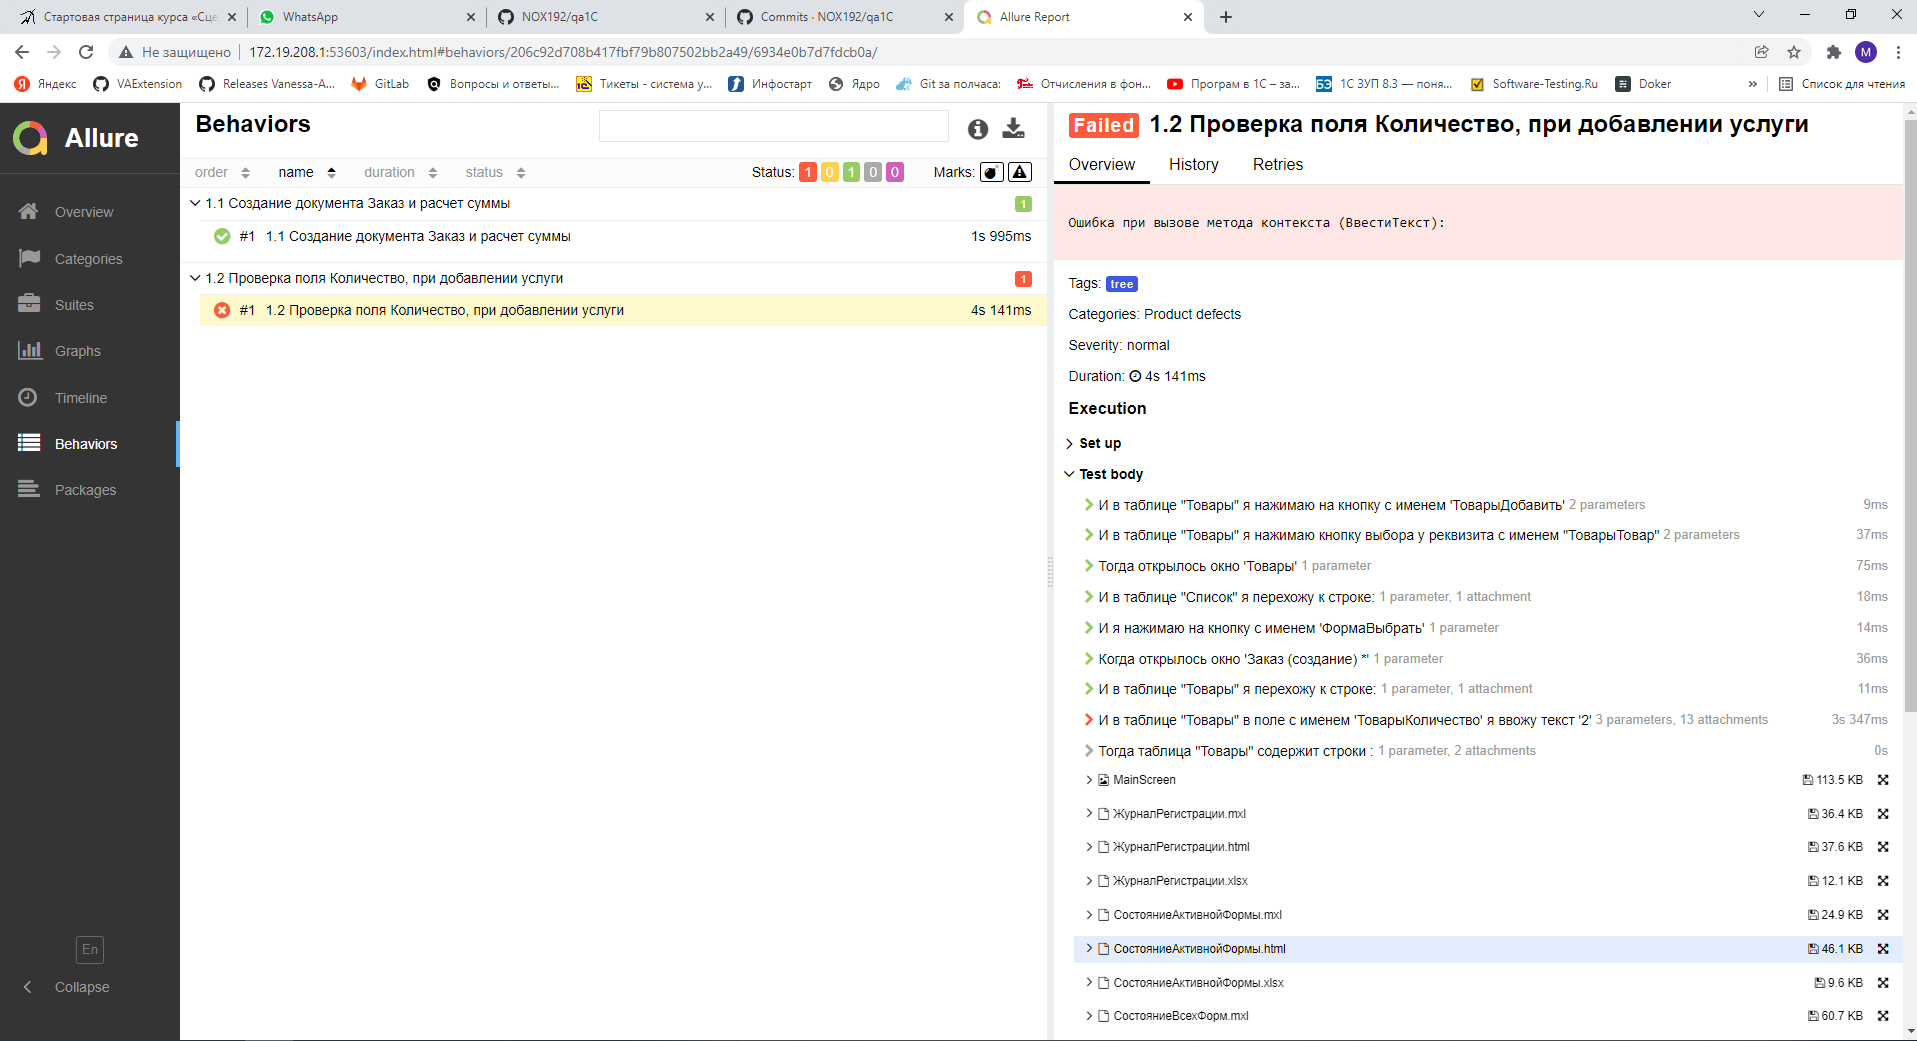 Стартовая страница курса «Сце
WhatsApp
NOX192/qa1C
Commits · NOX192/qa1C
Allure Report
Не защищено
172.19.208.1:53603/index.html#behaviors/206c92d708b417fbf79b807502bb2a49/6934e0b7d7fdcb0a/
M
Яндекс
VAExtension
Releases Vanessa-A...
GitLab
Вопросы и ответы...
Тикеты - система у...
Инфостарт
Ядро
Git за полчаса:
Отчисления в фон...
Програм в 1С – за...
1С ЗУП 8.3 — поня...
Software-Testing.Ru
Doker
»
Список для чтения
Allure
Overview
Categories
Suites
Graphs
Timeline
Behaviors
Packages
En
Collapse
Behaviors
order name duration status
Status: 1 0 1 0 0
Marks:
1.1 Создание документа Заказ и расчет суммы 1
#1 1.1 Создание документа Заказ и расчет суммы 1s 995ms
1.2 Проверка поля Количество, при добавлении услуги 1
#1 1.2 Проверка поля Количество, при добавлении услуги 4s 141ms
Failed 1.2 Проверка поля Количество, при добавлении услуги
Overview History Retries
Ошибка при вызове метода контекста (ВвестиТекст):
Tags: tree
Categories: Product defects
Severity: normal
Duration: 4s 141ms
Execution
Set up
Test body
И в таблице "Товары" я нажимаю на кнопку с именем 'ТоварыДобавить' 2 parameters 9ms
И в таблице "Товары" я нажимаю кнопку выбора у реквизита с именем "ТоварыТовар" 2 parameters 37ms
Тогда открылось окно 'Товары' 1 parameter 75ms
И в таблице "Список" я перехожу к строке: 1 parameter, 1 attachment 18ms
И я нажимаю на кнопку с именем 'ФормаВыбрать' 1 parameter 14ms
Когда открылось окно 'Заказ (создание) *' 1 parameter 36ms
И в таблице "Товары" я перехожу к строке: 1 parameter, 1 attachment 11ms
И в таблице "Товары" в поле с именем 'ТоварыКоличество' я ввожу текст '2' 3 parameters, 13 attachments 3s 347ms
Тогда таблица "Товары" содержит строки : 1 parameter, 2 attachments 0s
MainScreen 113.5 KB
ЖурналРегистрации.mxl 36.4 KB
ЖурналРегистрации.html 37.6 KB
ЖурналРегистрации.xlsx 12.1 KB
СостояниеАктивнойФормы.mxl 24.9 KB
СостояниеАктивнойФормы.html 46.1 KB
СостояниеАктивнойФормы.xlsx 9.6 KB
СостояниеВсехФорм.mxl 60.7 KB